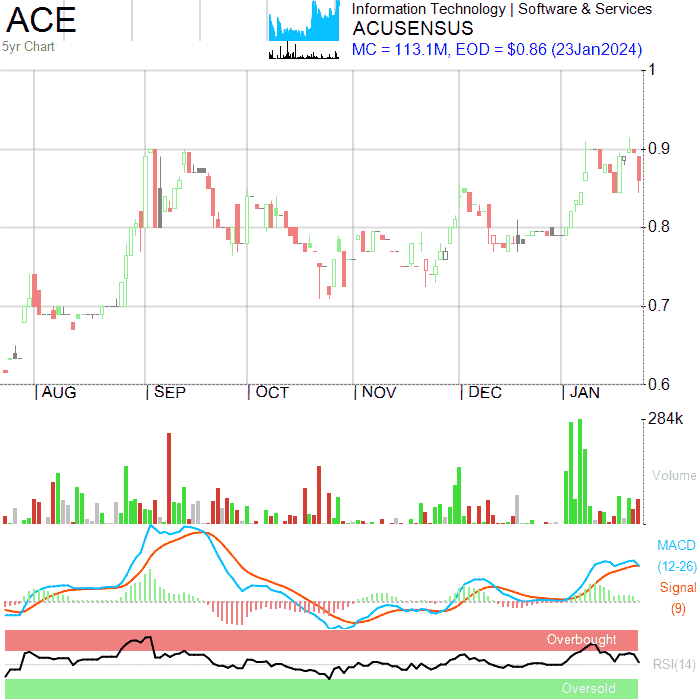 ACE
5yr Chart
Information Technology | Software & Services
ACUSENSUS
MC = 113.1M, EOD = $0.86 (23Jan2024)
1
0.9
0.8
0.7
0.6
AUG SEP OCT NOV DEC JAN
284k
Volume
MACD
(12-26)
Signal
(9)
Overbought
RSI(14)
Oversold